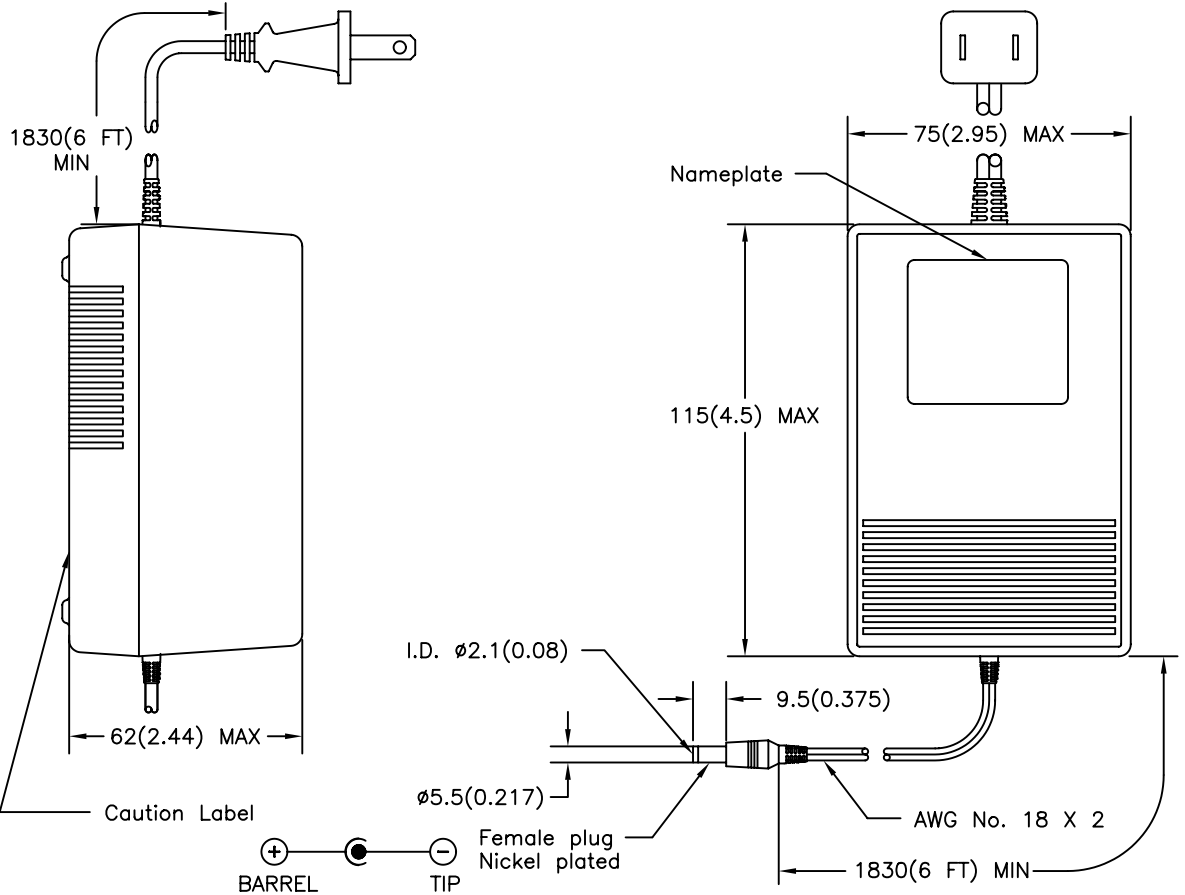 1830(6 FT)
MIN
75(2.95) MAX
Nameplate
115(4.5) MAX
I.D. ø2.1(0.08)
9.5(0.375)
62(2.44) MAX
ø5.5(0.217)
Caution Label
AWG No. 18 X 2
Female plug
Nickel plated
1830(6 FT) MIN
+
−
BARREL
TIP